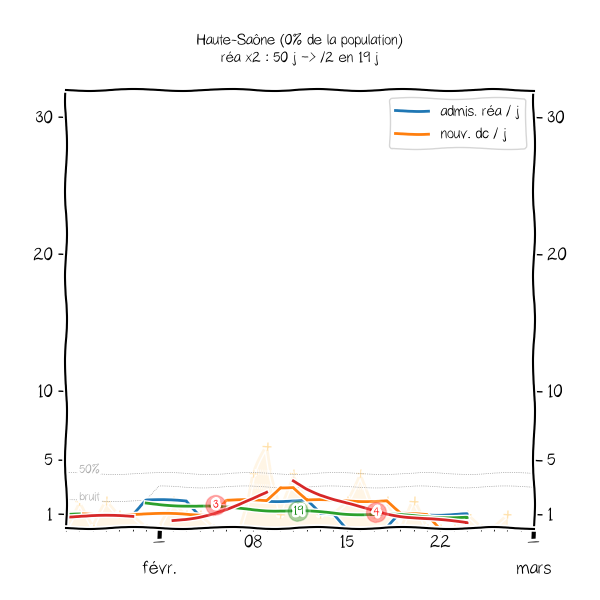 Haute-Saône (0% de la population)
réa x2 : 50 j -> /2 en 19 j
admis. réa / j
nouv. dc / j
30
30
20
20
10
10
5
5
50%
bruit
1
1
3
19
4
08
15
22
févr.
mars